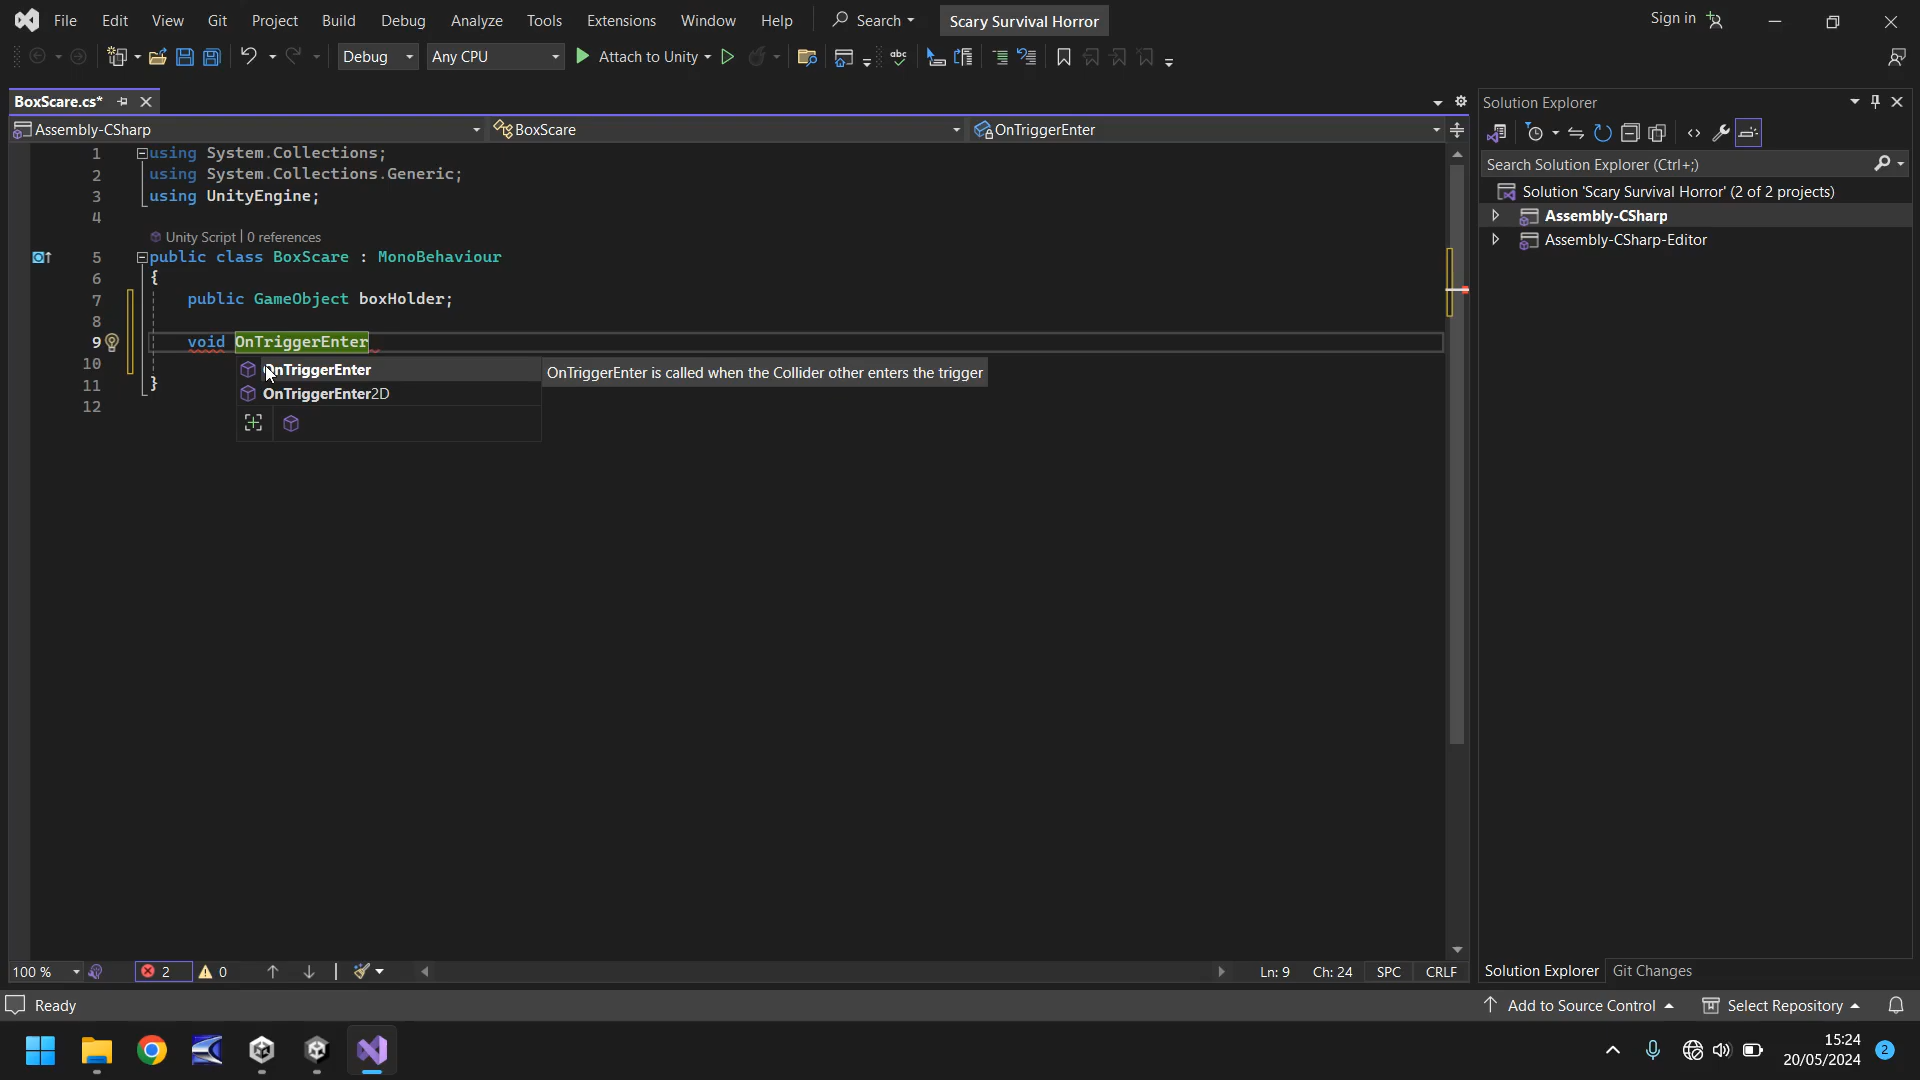 File Edit View Git Project Build Debug Analyze Tools Extensions Window Help Search Scary Survival Horror Sign in
Debug Any CPU Attach to Unity
BoxScare.cs*
Assembly-CSharp BoxScare OnTriggerEnter
1 using System.Collections;
2 using System.Collections.Generic;
3 using UnityEngine;
4
Unity Script | 0 references
5 public class BoxScare : MonoBehaviour
6 {
7 public GameObject boxHolder;
8
9 void OnTriggerEnter
10
11 }
12
OnTriggerEnter
OnTriggerEnter2D
OnTriggerEnter is called when the Collider other enters the trigger
Solution Explorer
Search Solution Explorer (Ctrl+;)
Solution 'Scary Survival Horror' (2 of 2 projects)
Assembly-CSharp
Assembly-CSharp-Editor
100 % 2 0 Ln: 9 Ch: 24 SPC CRLF
Solution Explorer Git Changes
Ready Add to Source Control Select Repository
15:24
20/05/2024 2